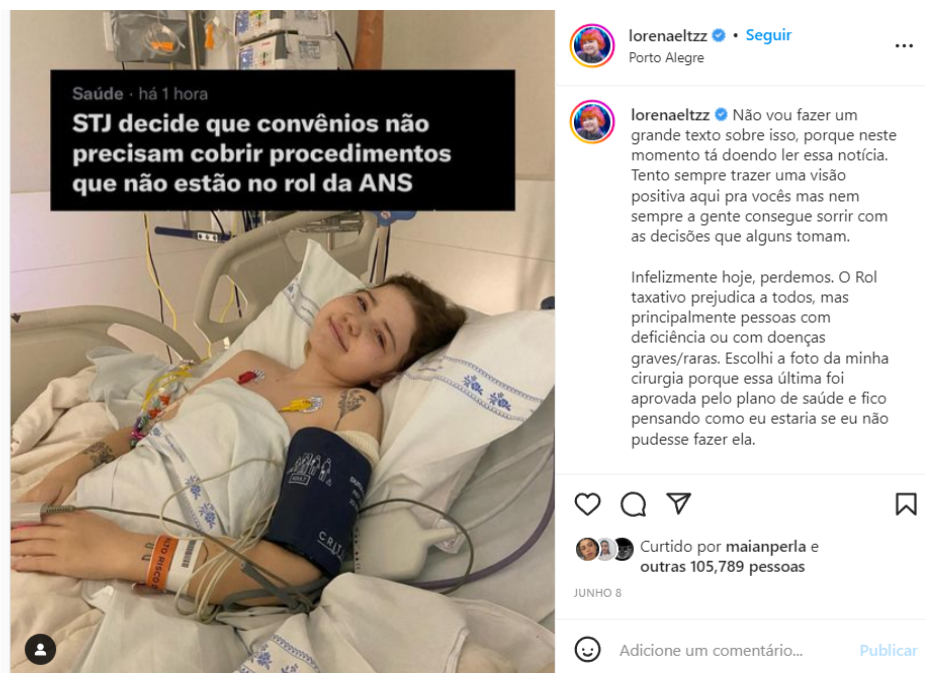 Saúde · há 1 hora
STJ decide que convênios não
precisam cobrir procedimentos
que não estão no rol da ANS
ADULT
CRIT
ALTO RISCO
lorenaeltzz • Seguir
Porto Alegre
lorenaeltzz Não vou fazer um
grande texto sobre isso, porque neste
momento tá doendo ler essa notícia.
Tento sempre trazer uma visão
positiva aqui pra vocês mas nem
sempre a gente consegue sorrir com
as decisões que alguns tomam.
Infelizmente hoje, perdemos. O Rol
taxativo prejudica a todos, mas
principalmente pessoas com
deficiência ou com doenças
graves/raras. Escolhi a foto da minha
cirurgia porque essa última foi
aprovada pelo plano de saúde e fico
pensando como eu estaria se eu não
pudesse fazer ela.
Curtido por maianperla e
outras 105,789 pessoas
JUNHO 8
Adicione um comentário... Publicar